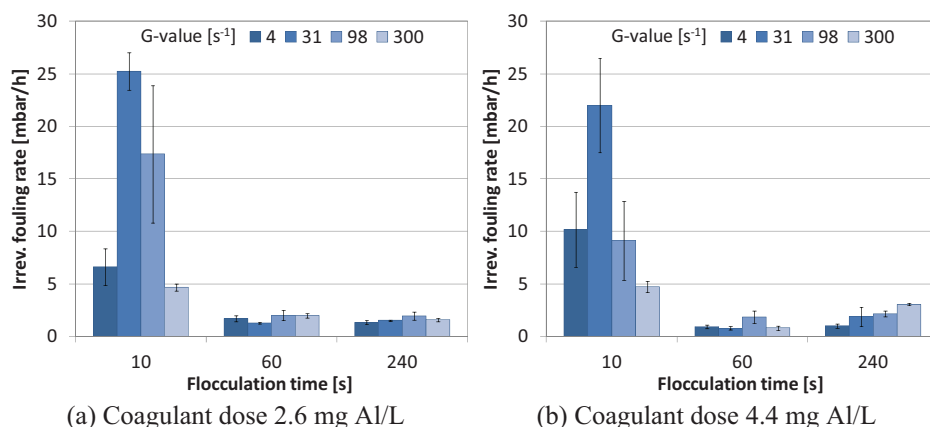 G-value [s⁻¹] 4 31 98 300
Irrev. fouling rate [mbar/h]
30
25
20
15
10
5
0
10 60 240
Flocculation time [s]
(a) Coagulant dose 2.6 mg Al/L
G-value [s⁻¹] 4 31 98 300
Irrev. fouling rate [mbar/h]
30
25
20
15
10
5
0
10 60 240
Flocculation time [s]
(b) Coagulant dose 4.4 mg Al/L